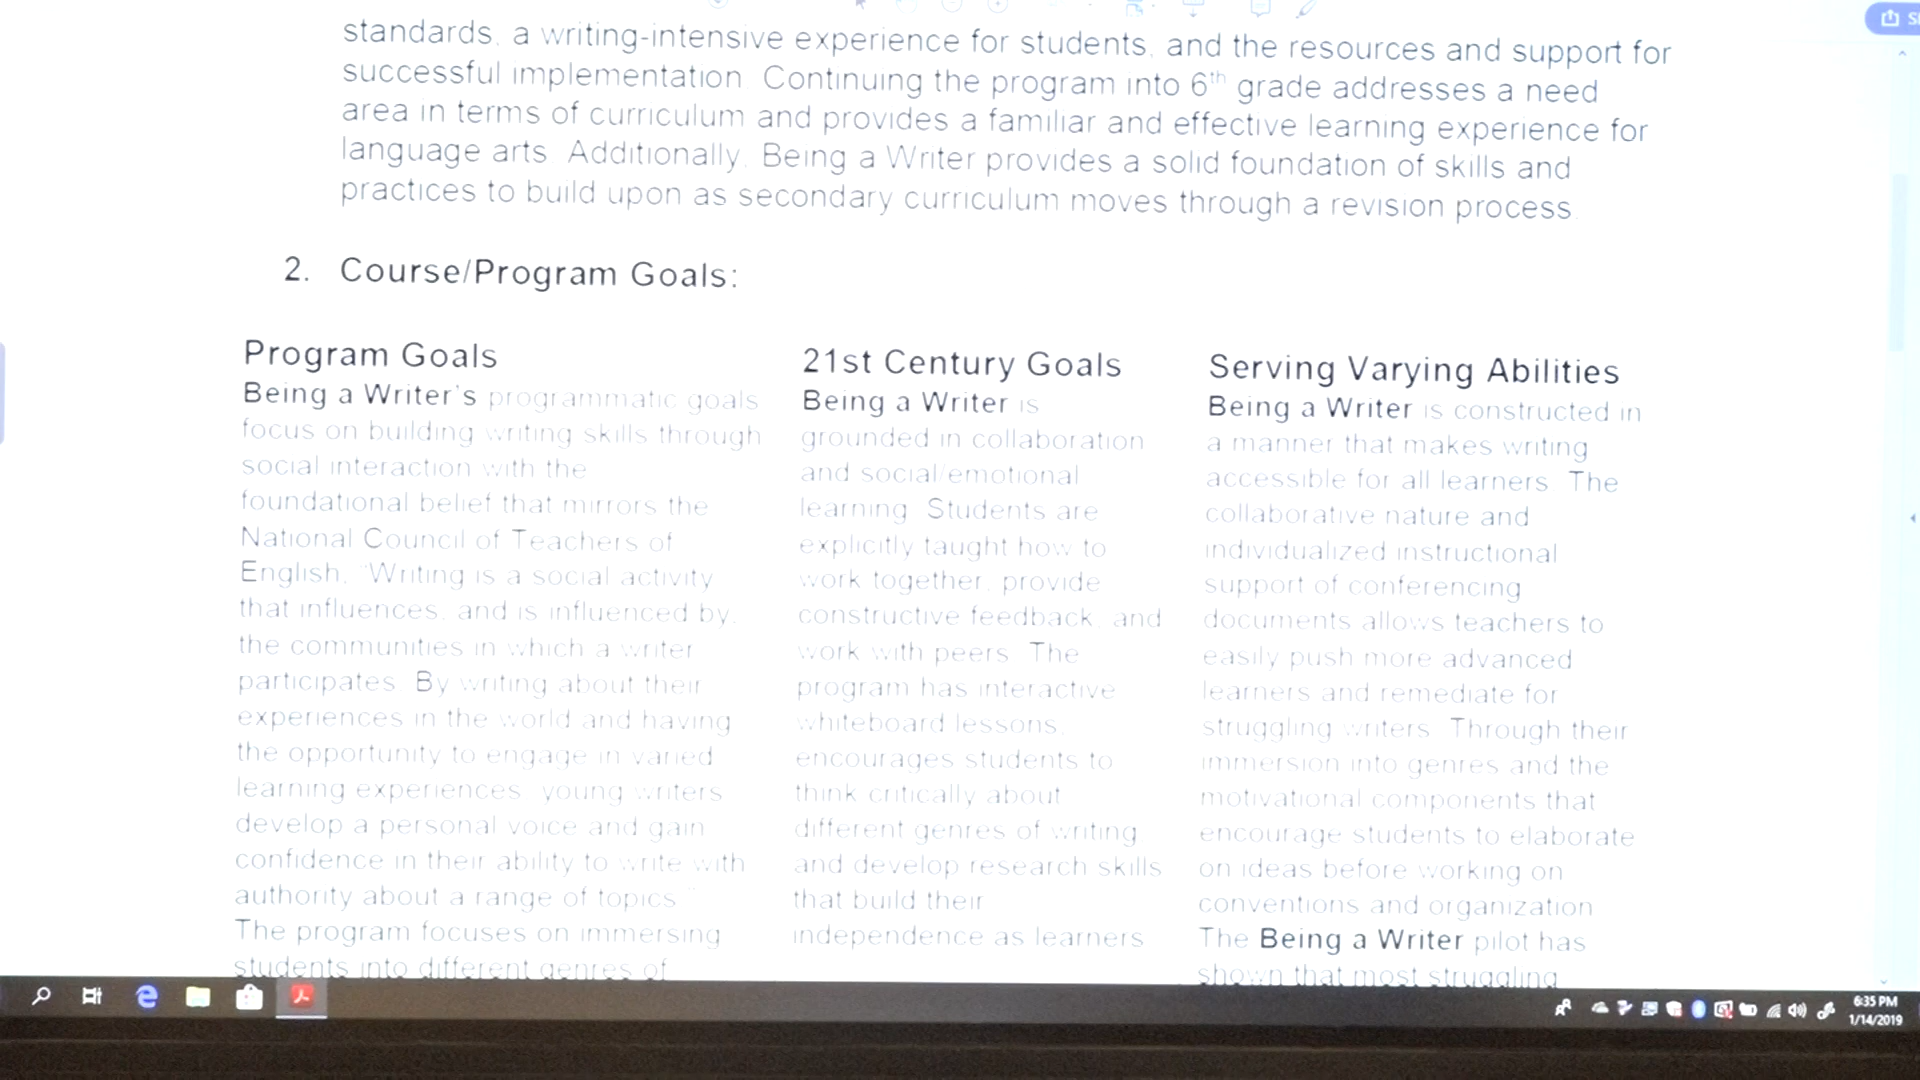 standards, a writing-intensive experience for students, and the resources and support for
successful implementation. Continuing the program into 6th grade addresses a need
area in terms of curriculum and provides a familiar and effective learning experience for
language arts. Additionally, Being a Writer provides a solid foundation of skills and
practices to build upon as secondary curriculum moves through a revision process.
2. Course/Program Goals:
Program Goals
Being a Writer's programmatic goals
focus on building writing skills through
social interaction with the
foundational belief that mirrors the
National Council of Teachers of
English, "Writing is a social activity
that influences, and is influenced by,
the communities in which a writer
participates. By writing about their
experiences in the world and having
the opportunity to engage in varied
learning experiences, young writers
develop a personal voice and gain
confidence in their ability to write with
authority about a range of topics."
The program focuses on immersing
students into different genres of
21st Century Goals
Being a Writer is
grounded in collaboration
and social/emotional
learning. Students are
explicitly taught how to
work together, provide
constructive feedback, and
work with peers. The
program has interactive
whiteboard lessons,
encourages students to
think critically about
different genres of writing
and develop research skills
that build their
independence as learners.
Serving Varying Abilities
Being a Writer is constructed in
a manner that makes writing
accessible for all learners. The
collaborative nature and
individualized instructional
support of conferencing
documents allows teachers to
easily push more advanced
learners and remediate for
struggling writers. Through their
immersion into genres and the
motivational components that
encourage students to elaborate
on ideas before working on
conventions and organization.
The Being a Writer pilot has
shown that most struggling
6:35 PM
1/14/2019